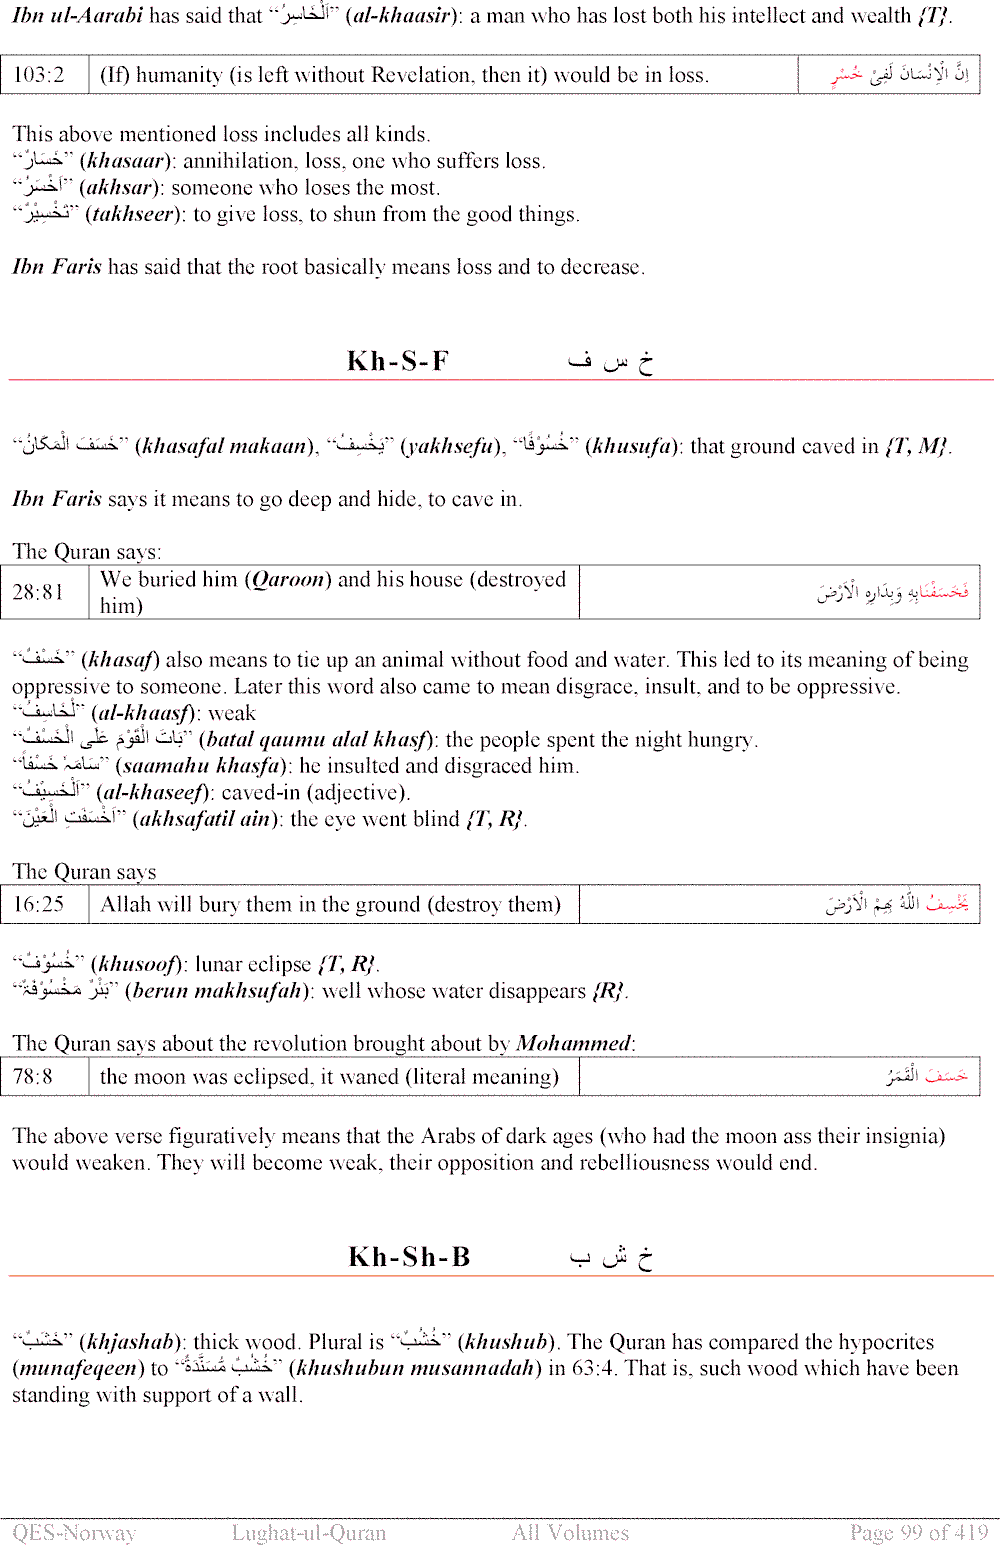 Ibn ul-Aarabi has said that “اَلْخَاسِرُ” (al-khaasir): a man who has lost both his intellect and wealth {T}.
103:2 (If) humanity (is left without Revelation, then it) would be in loss. اِنَّ الْاِنْسَانَ لَفِىْ خُسْرٍ
This above mentioned loss includes all kinds.
“خَسَارٌ” (khasaar): annihilation, loss, one who suffers loss.
“اَخْسَرُ” (akhsar): someone who loses the most.
“تَخْسِيْرٌ” (takhseer): to give loss, to shun from the good things.
Ibn Faris has said that the root basically means loss and to decrease.
Kh-S-F خ س ف
“خَسَفَ الْمَكَانُ” (khasafal makaan), “يَخْسِفُ” (yakhsefu), “خُسُوْفًا” (khusufa): that ground caved in {T, M}.
Ibn Faris says it means to go deep and hide, to cave in.
The Quran says:
28:81 We buried him (Qaroon) and his house (destroyed
him) فَخَسَفْنَابِهِ وَبِدَارِهِ الْاَرْضَ
“خَسْفٌ” (khasaf) also means to tie up an animal without food and water. This led to its meaning of being
oppressive to someone. Later this word also came to mean disgrace, insult, and to be oppressive.
“لْخَاسِفُ” (al-khaasf): weak
“بَاتَ الْقَوْمَ عَلَى الْخَسْفُ” (batal qaumu alal khasf): the people spent the night hungry.
“سَامَہٗ خَسْفاً” (saamahu khasfa): he insulted and disgraced him.
“اَلْخَسِيْفُ” (al-khaseef): caved-in (adjective).
“اَخْسَفَتِ الْعَيْنَ” (akhsafatil ain): the eye went blind {T, R}.
The Quran says
16:25 Allah will bury them in the ground (destroy them) يَخْسِفُ اللّٰهُ بِهِمْ الْاَرْضَ
“خُسُوْفٌ” (khusoof): lunar eclipse {T, R}.
“بَئْرٌ مَخْسُوْفَۃٌ” (berun makhsufah): well whose water disappears {R}.
The Quran says about the revolution brought about by Mohammed:
78:8 the moon was eclipsed, it waned (literal meaning) خَسَفَ الْقَمَرُ
The above verse figuratively means that the Arabs of dark ages (who had the moon ass their insignia)
would weaken. They will become weak, their opposition and rebelliousness would end.
Kh-Sh-B خ ش ب
“خَشَبٌ” (khjashab): thick wood. Plural is “خُشُبٌ” (khushub). The Quran has compared the hypocrites
(munafeqeen) to “خُشُبٌ مُّسَنَّدَةٌ” (khushubun musannadah) in 63:4. That is, such wood which have been
standing with support of a wall.
QES-Norway Lughat-ul-Quran All Volumes Page 99 of 419